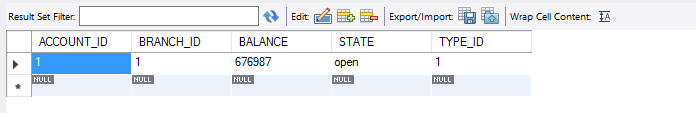 Result Set Filter: Edit: Export/Import: Wrap Cell Content: IA
ACCOUNT_ID BRANCH_ID BALANCE STATE TYPE_ID
1 1 676987 open 1
NULL NULL NULL NULL NULL